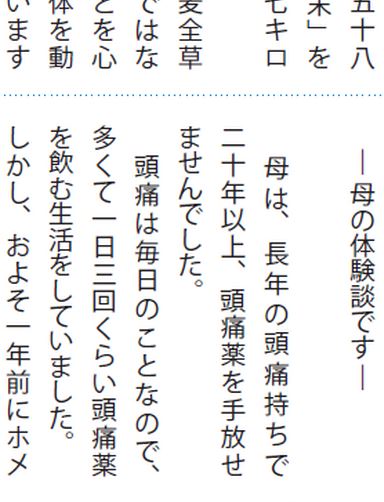 五十八
末」を
七キロ
麦全草
ではな
とを心
体を動
います
―母の体験談です―
母は、長年の頭痛持ちで
二十年以上、頭痛薬を手放せ
ませんでした。
頭痛は毎日のことなので、
多くて一日三回くらい頭痛薬
を飲む生活をしていました。
しかし、およそ一年前にホメ